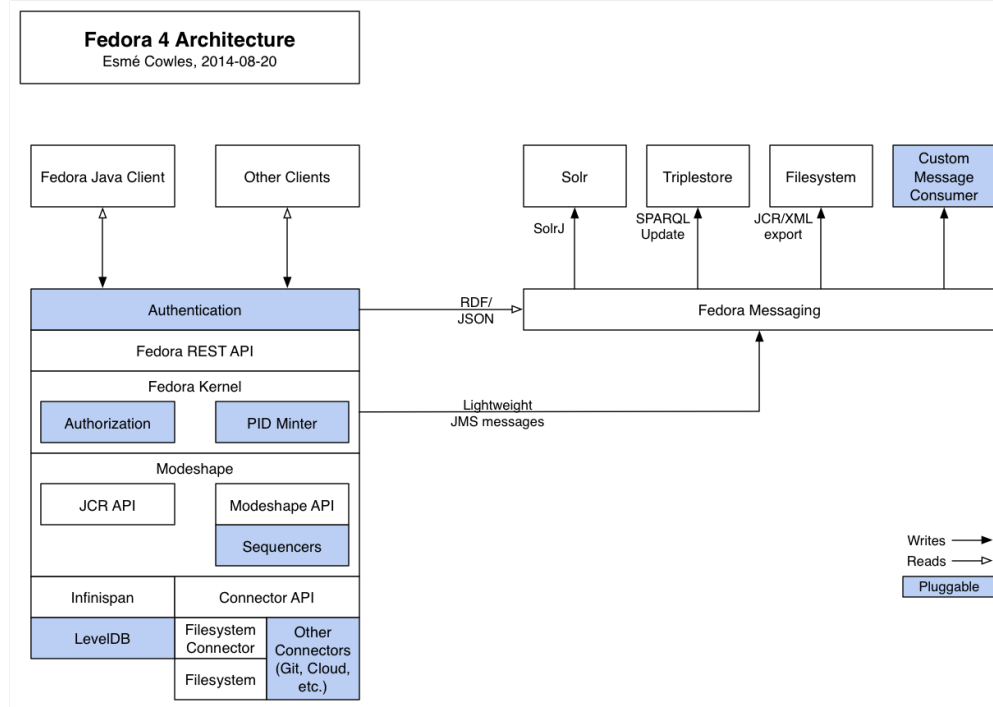 Fedora 4 Architecture
Esmé Cowles, 2014-08-20
Fedora Java Client
Other Clients
Solr
Triplestore
Filesystem
Custom
Message
Consumer
SolrJ
SPARQL
Update
JCR/XML
export
Authentication
RDF/
JSON
Fedora Messaging
Fedora REST API
Fedora Kernel
Authorization
PID Minter
Lightweight
JMS messages
Modeshape
JCR API
Modeshape API
Sequencers
Writes
Reads
Pluggable
Infinispan
Connector API
LevelDB
Filesystem
Connector
Filesystem
Other
Connectors
(Git, Cloud,
etc.)